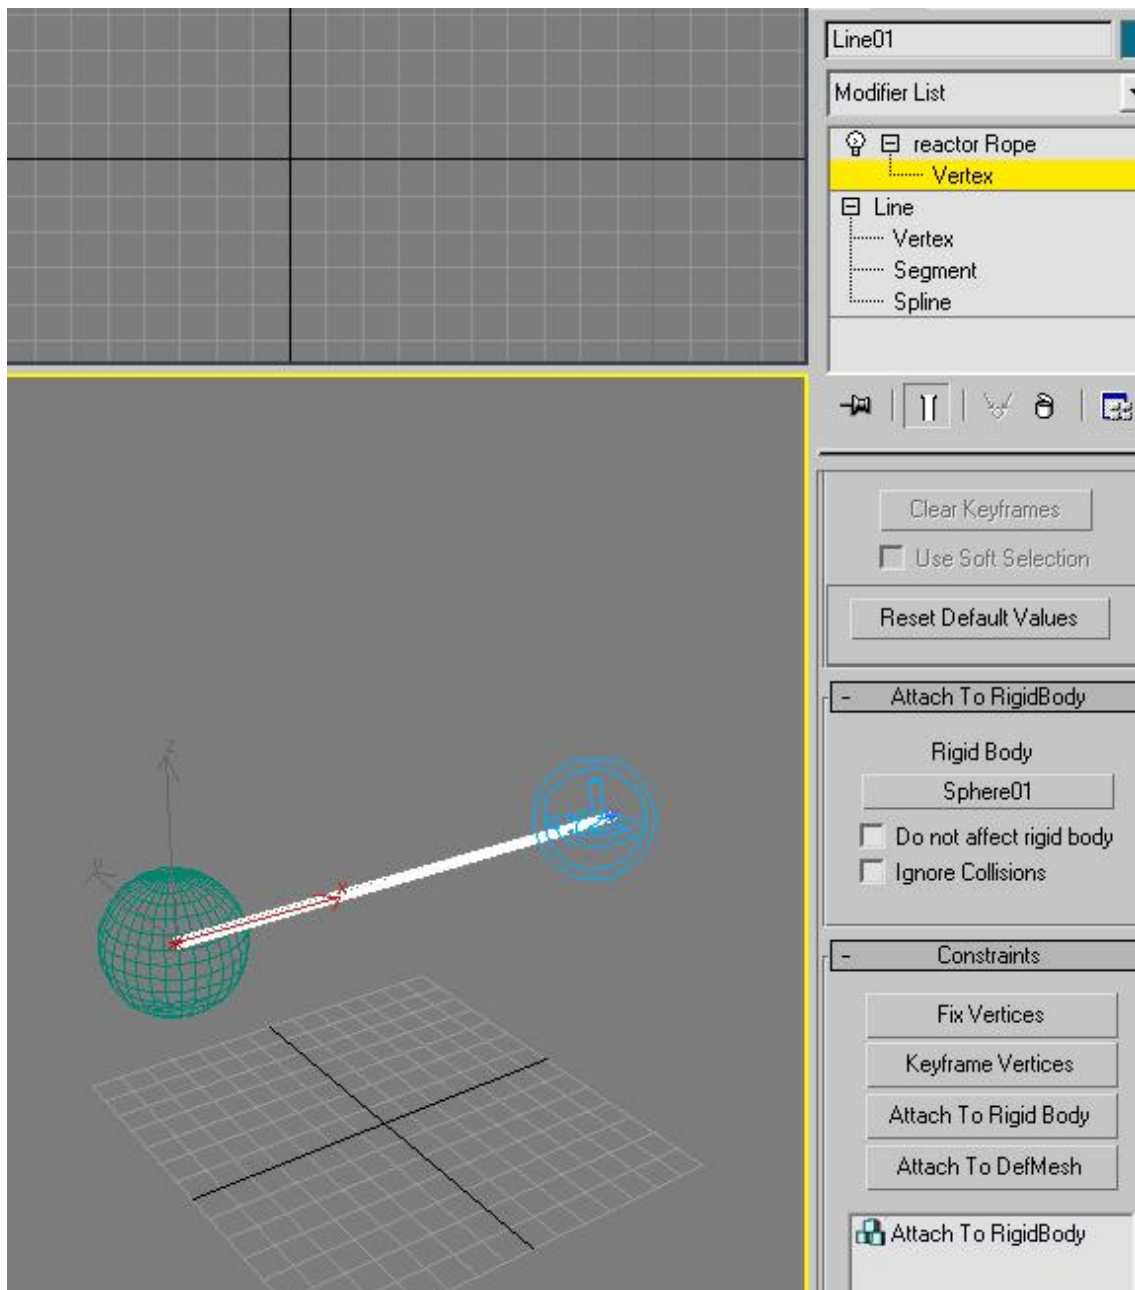 Line01
Modifier List
reactor Rope
Vertex
Line
Vertex
Segment
Spline
Clear Keyframes
Use Soft Selection
Reset Default Values
- Attach To RigidBody
Rigid Body
Sphere01
Do not affect rigid body
Ignore Collisions
- Constraints
Fix Vertices
Keyframe Vertices
Attach To Rigid Body
Attach To DefMesh
Attach To RigidBody
z
x